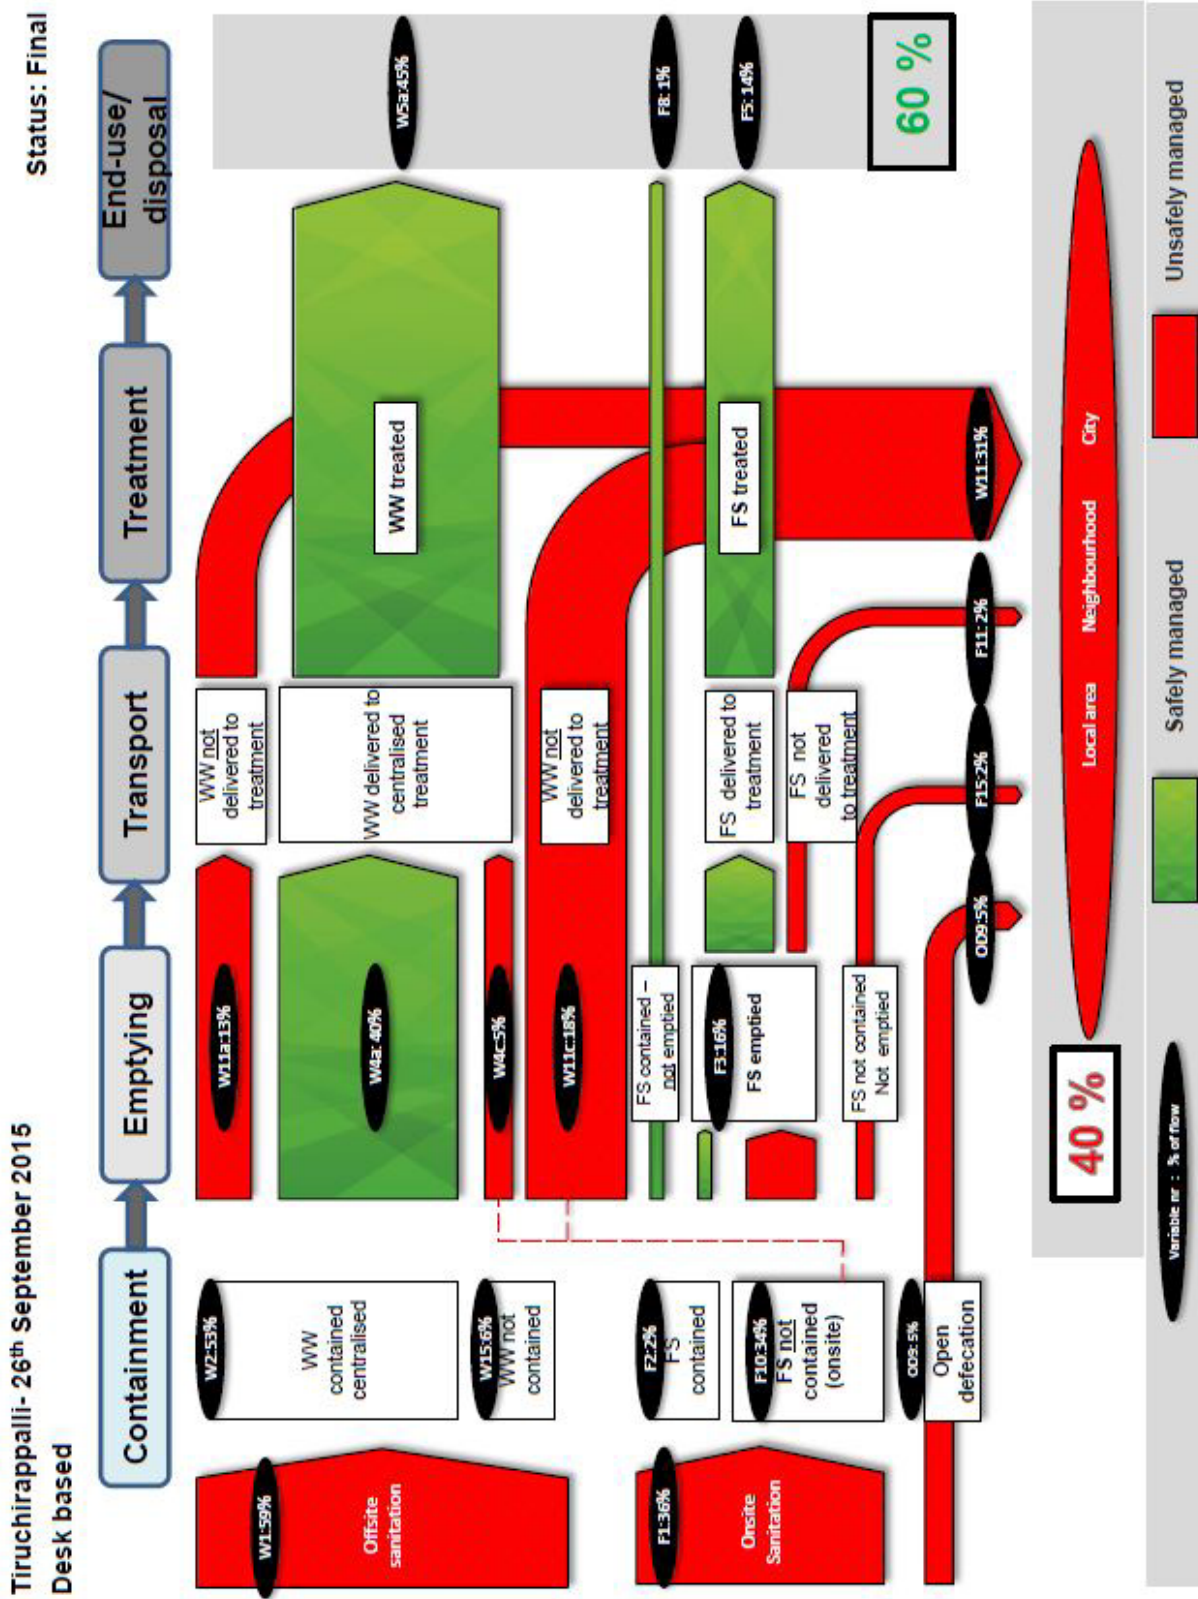 Tiruchirappalli- 26th September 2015
Status: Final
Desk based
Containment
Emptying
Transport
Treatment
End-use/
disposal
W1:59%
Offsite
sanitation
W2:53%
WW
contained
centralised
W15:6%
WW not
contained
W11a:13%
W4a: 40%
W4c:5%
W11c:18%
WW not
delivered to
treatment
WW delivered to
centralised
treatment
WW not
delivered to
treatment
WW treated
W5a:45%
F1:36%
Onsite
Sanitation
F2:2%
FS
contained
F10:34%
FS not
contained
(onsite)
FS contained –
not emptied
F3:16%
FS emptied
FS not contained
Not emptied
FS delivered to
treatment
FS not
delivered
to treatment
FS treated
F8: 1%
F5: 14%
OD9: 5%
Open
defecation
OD9:5%
F15:2%
F11: 2%
W11:31%
60 %
40 %
Local area
Neighbourhood
City
Variable nr : % of flow
Safely managed
Unsafely managed